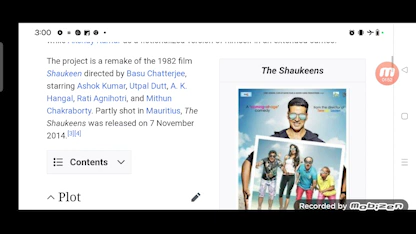 3:00
The project is a remake of the 1982 film
Shaukeen directed by Basu Chatterjee,
starring Ashok Kumar, Utpal Dutt, A. K.
Hangal, Rati Agnihotri, and Mithun
Chakraborty. Partly shot in Mauritius, The
Shaukeens was released on 7 November
2014.[3][4]
Contents
Plot
The Shaukeens
Recorded by Mobizen